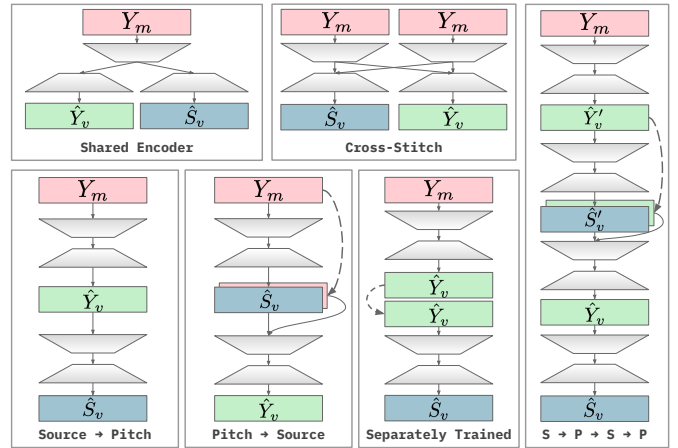 Y_m
Ŷ_v
Ŝ_v
Shared Encoder
Y_m
Y_m
Ŝ_v
Ŷ_v
Cross-Stitch
Y_m
Ŷ′_v
Ŝ′_v
Ŷ_v
Ŝ_v
S → P → S → P
Y_m
Ŷ_v
Ŝ_v
Source → Pitch
Y_m
Ŝ_v
Ŷ_v
Pitch → Source
Y_m
Ŷ_v
Ŷ_v
Ŝ_v
Separately Trained